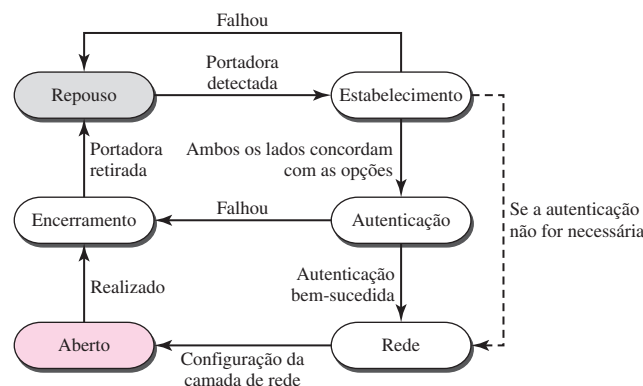 Falhou
Portadora
detectada
Repouso
Estabelecimento
Portadora
retirada
Ambos os lados concordam
com as opções
Encerramento
Falhou
Autenticação
Se a autenticação
não for necessária
Realizado
Autenticação
bem-sucedida
Aberto
Configuração da
camada de rede
Rede